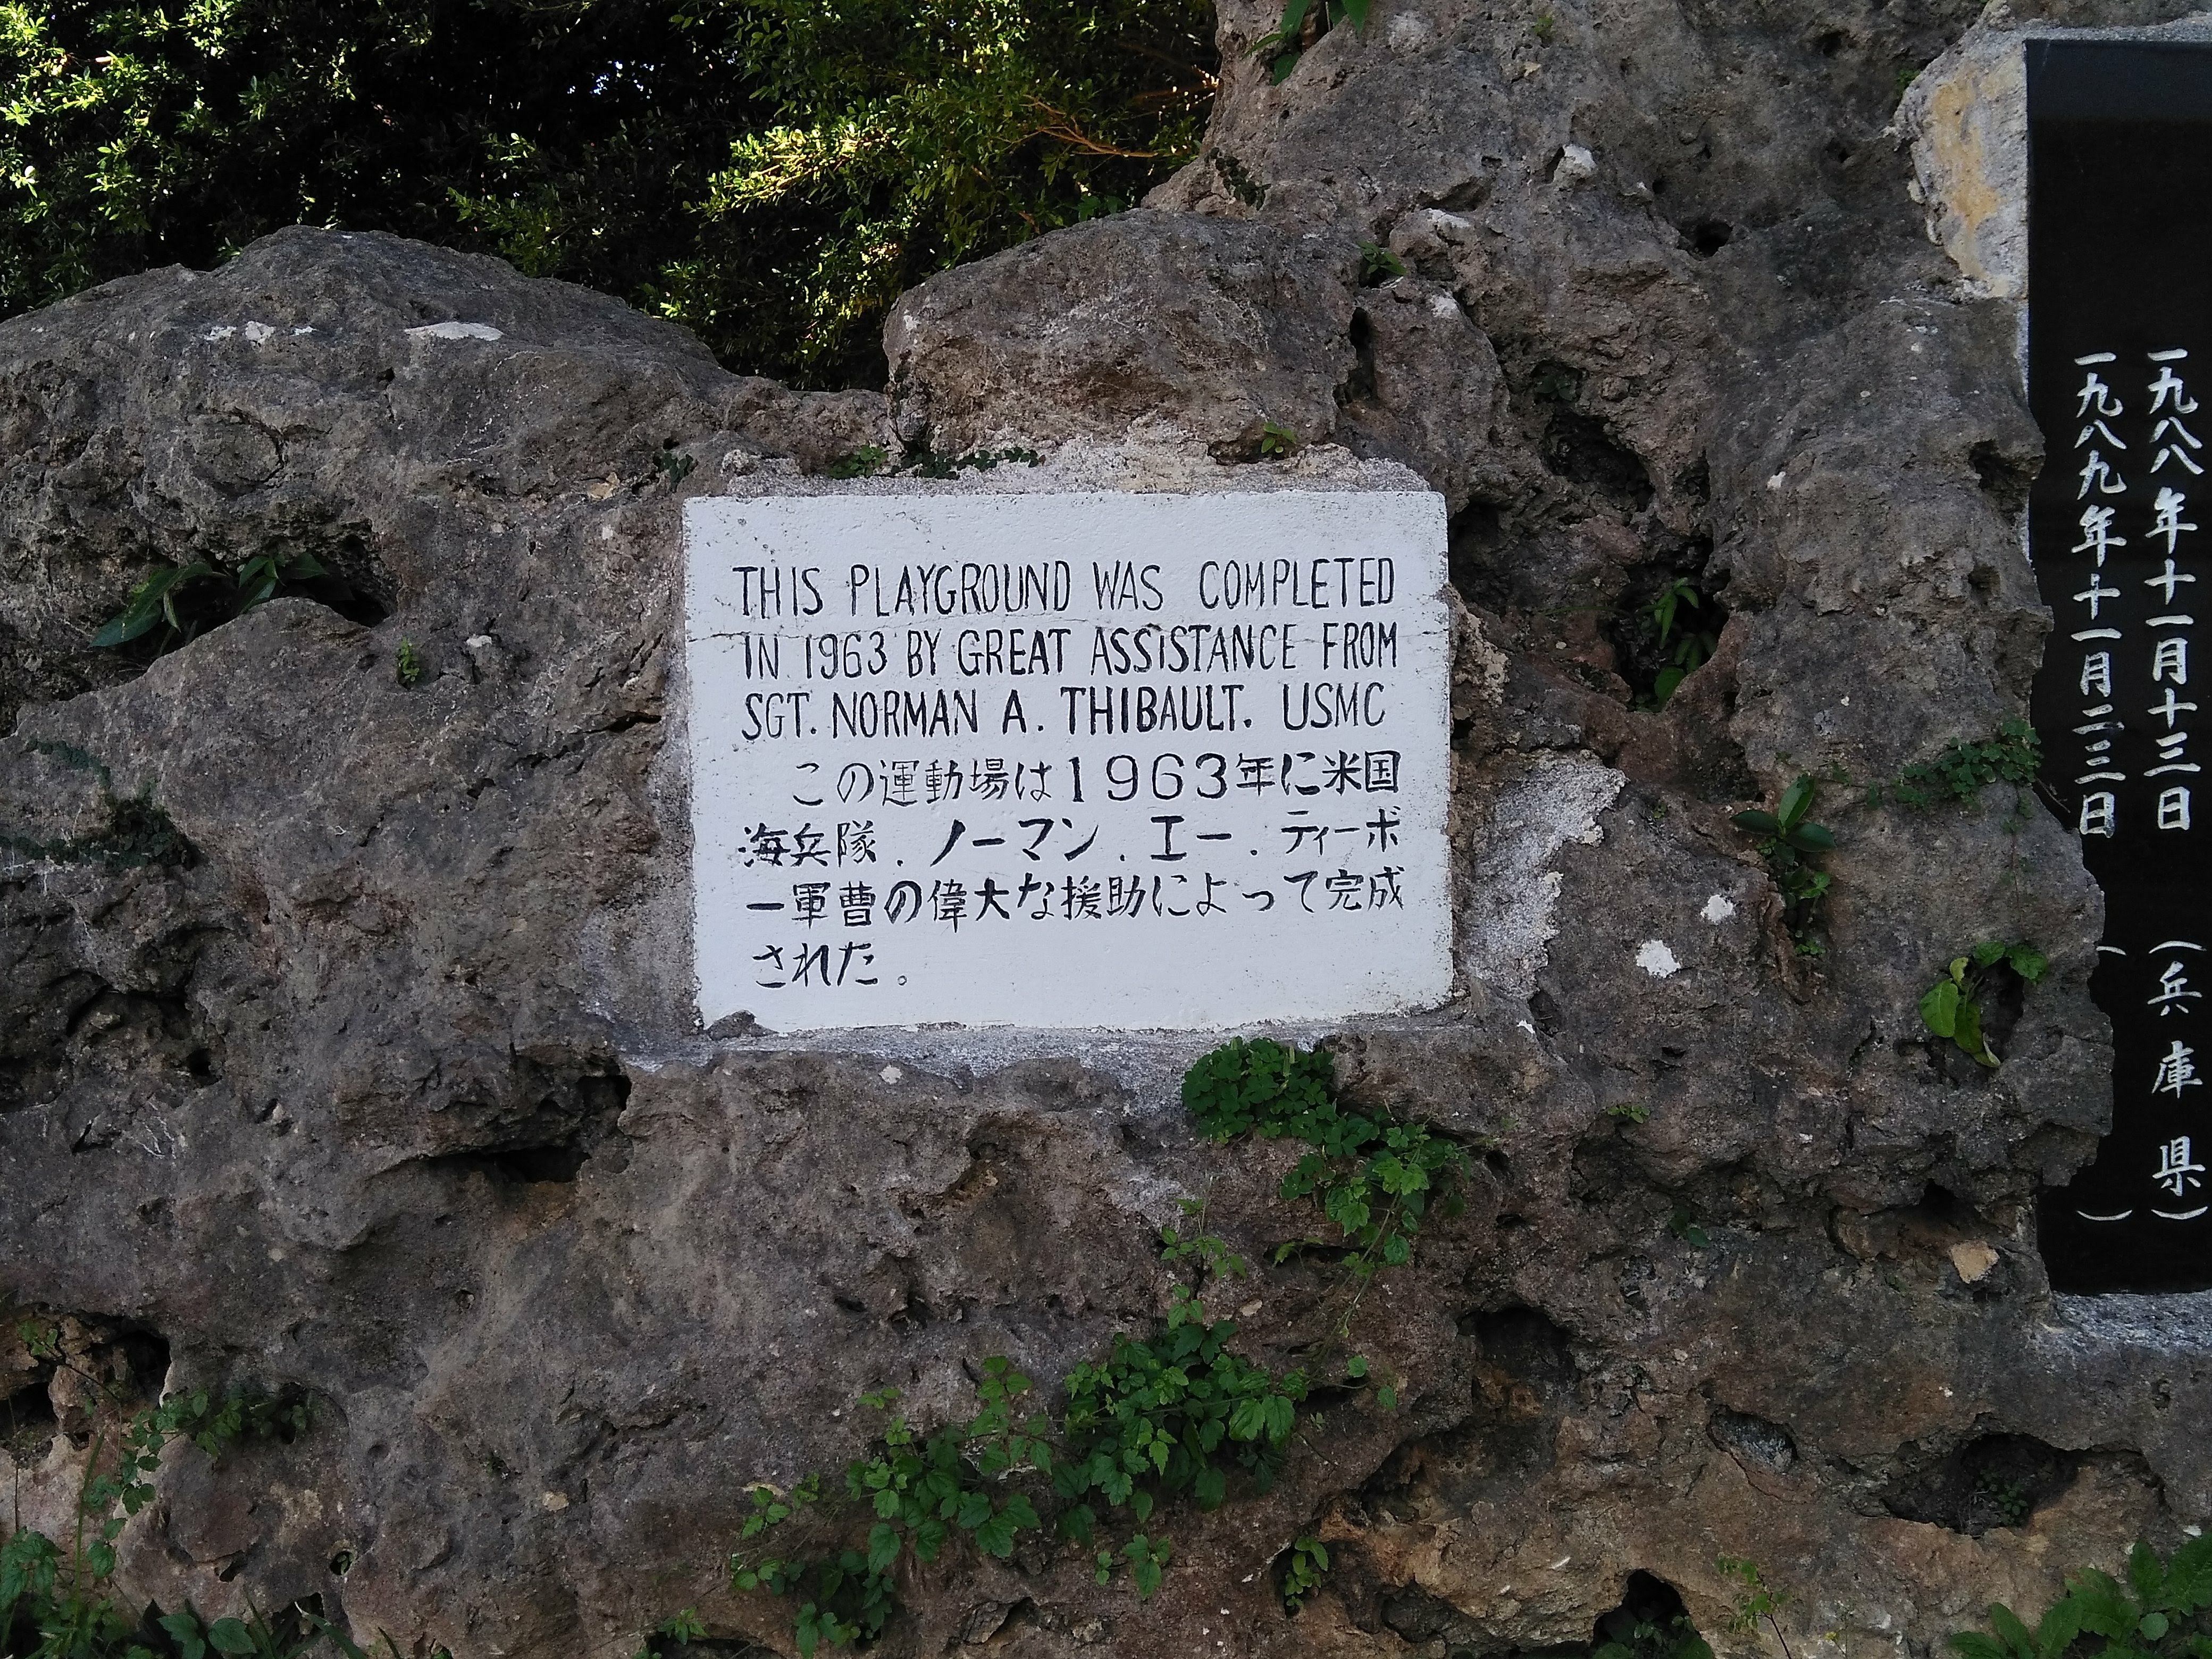 THIS PLAYGROUND WAS COMPLETED
IN 1963 BY GREAT ASSISTANCE FROM
SGT. NORMAN A. THIBAULT. USMC
この運動場は1963年に米国
海兵隊．ノーマン．エー．ティーボ
ー軍曹の偉大な援助によって完成
された。
一九八八年十一月十三日（兵庫県）
一九八九年十一月二三日（　　　）